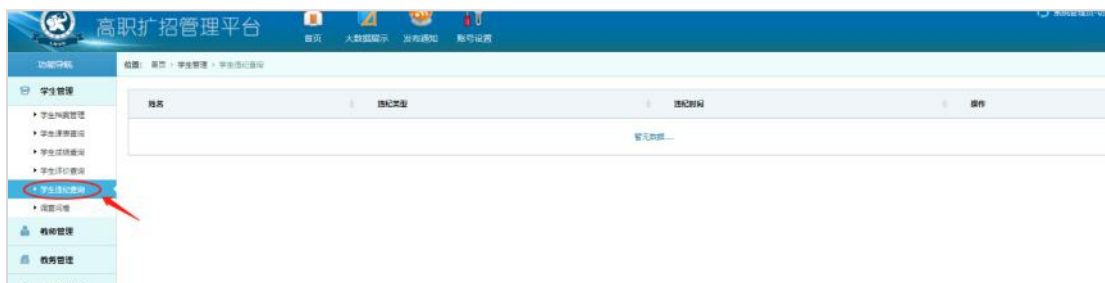 高职扩招管理平台
首页 大数据展示 发布通知 账号设置
功能导航
位置： 首页 › 学生管理 › 学生违纪查询
学生管理
姓名 违纪类型 违纪时间 操作
学生档案管理
暂无数据....
学生课表查询
学生成绩查询
学生评价查询
学生违纪查询
调查问卷
教师管理
教务管理